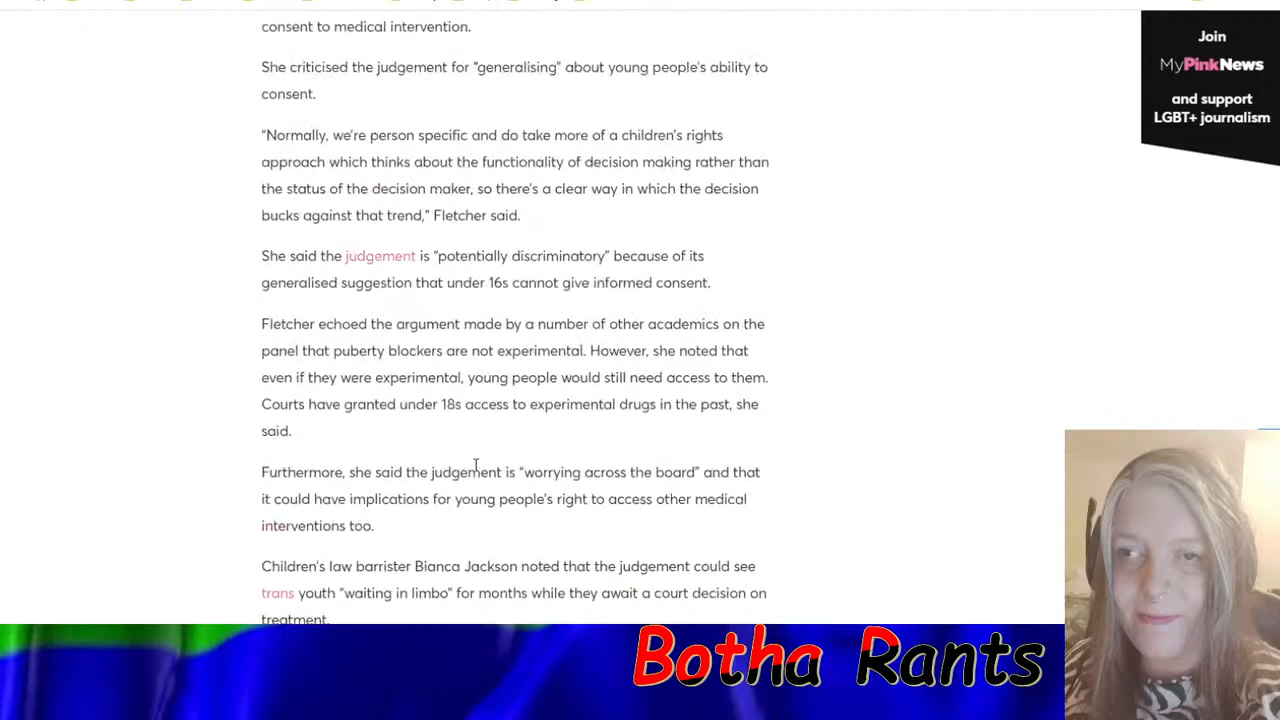 consent to medical intervention.
She criticised the judgement for “generalising” about young people's ability to
consent.
“Normally, we're person specific and do take more of a children's rights
approach which thinks about the functionality of decision making rather than
the status of the decision maker, so there's a clear way in which the decision
bucks against that trend,” Fletcher said.
She said the judgement is “potentially discriminatory” because of its
generalised suggestion that under 16s cannot give informed consent.
Fletcher echoed the argument made by a number of other academics on the
panel that puberty blockers are not experimental. However, she noted that
even if they were experimental, young people would still need access to them.
Courts have granted under 18s access to experimental drugs in the past, she
said.
Furthermore, she said the judgement is “worrying across the board” and that
it could have implications for young people's right to access other medical
interventions too.
Children's law barrister Bianca Jackson noted that the judgement could see
trans youth “waiting in limbo” for months while they await a court decision on
treatment.
Join
MyPinkNews
and support
LGBT+ journalism
Botha Rants